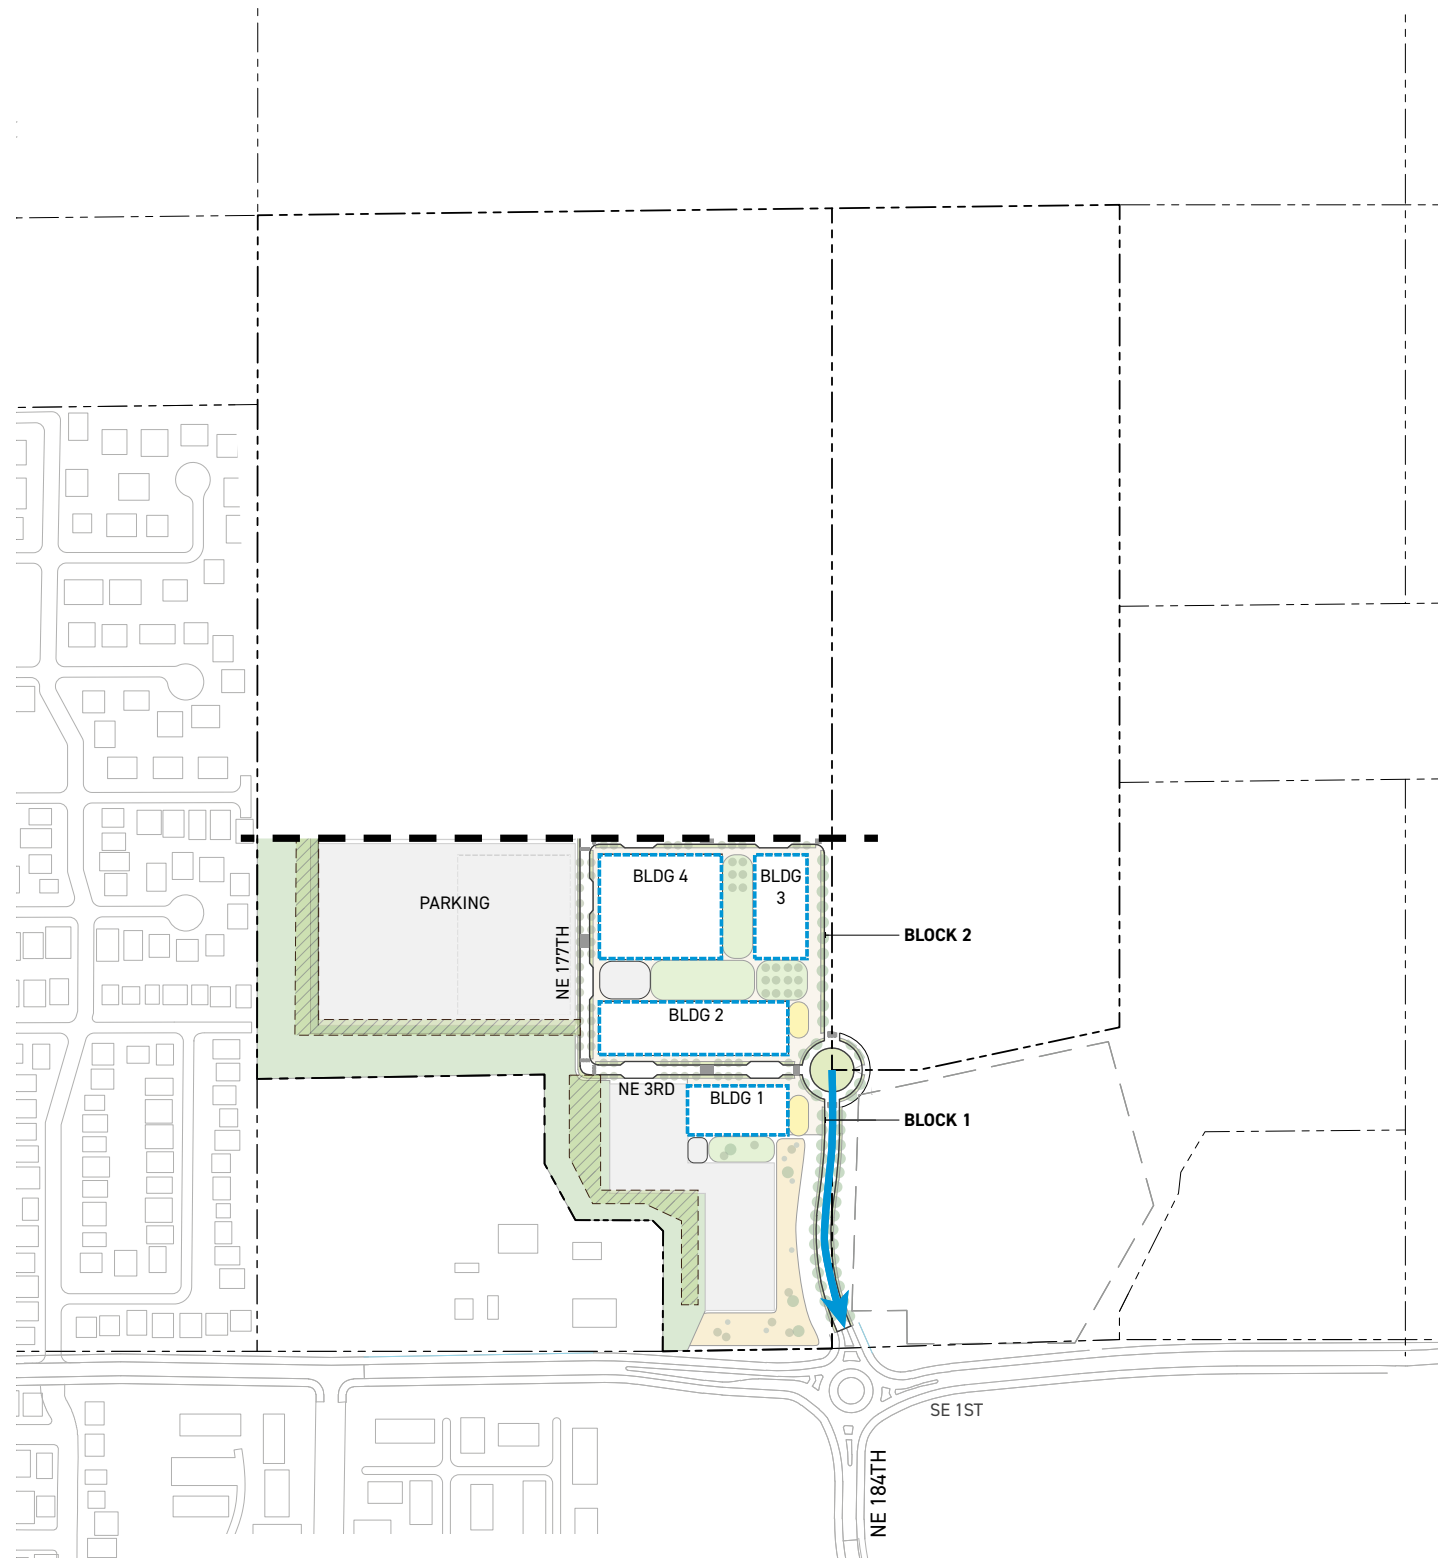 BLDG 4
BLDG
3
PARKING
NE 177TH
BLOCK 2
BLDG 2
NE 3RD
BLDG 1
BLOCK 1
SE 1ST
NE 184TH